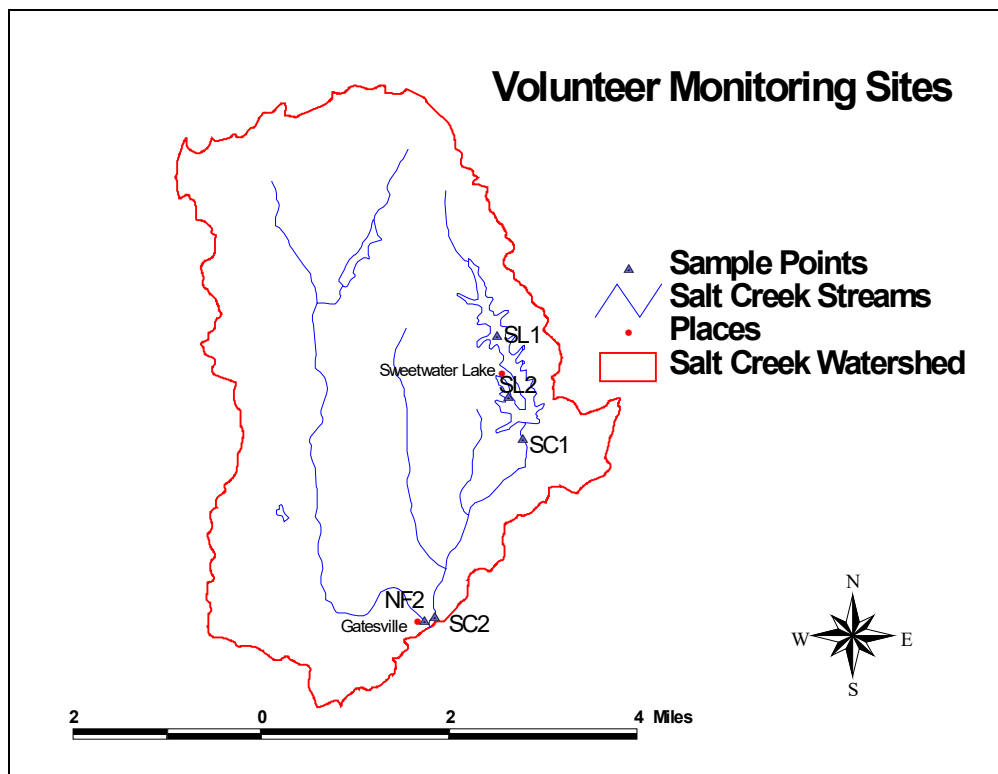 Volunteer Monitoring Sites
Sample Points
Salt Creek Streams
Places
Salt Creek Watershed
SL1
Sweetwater Lake
SL2
SC1
NF2
Gatesville
SC2
N
W E
S
2 0 2 4 Miles